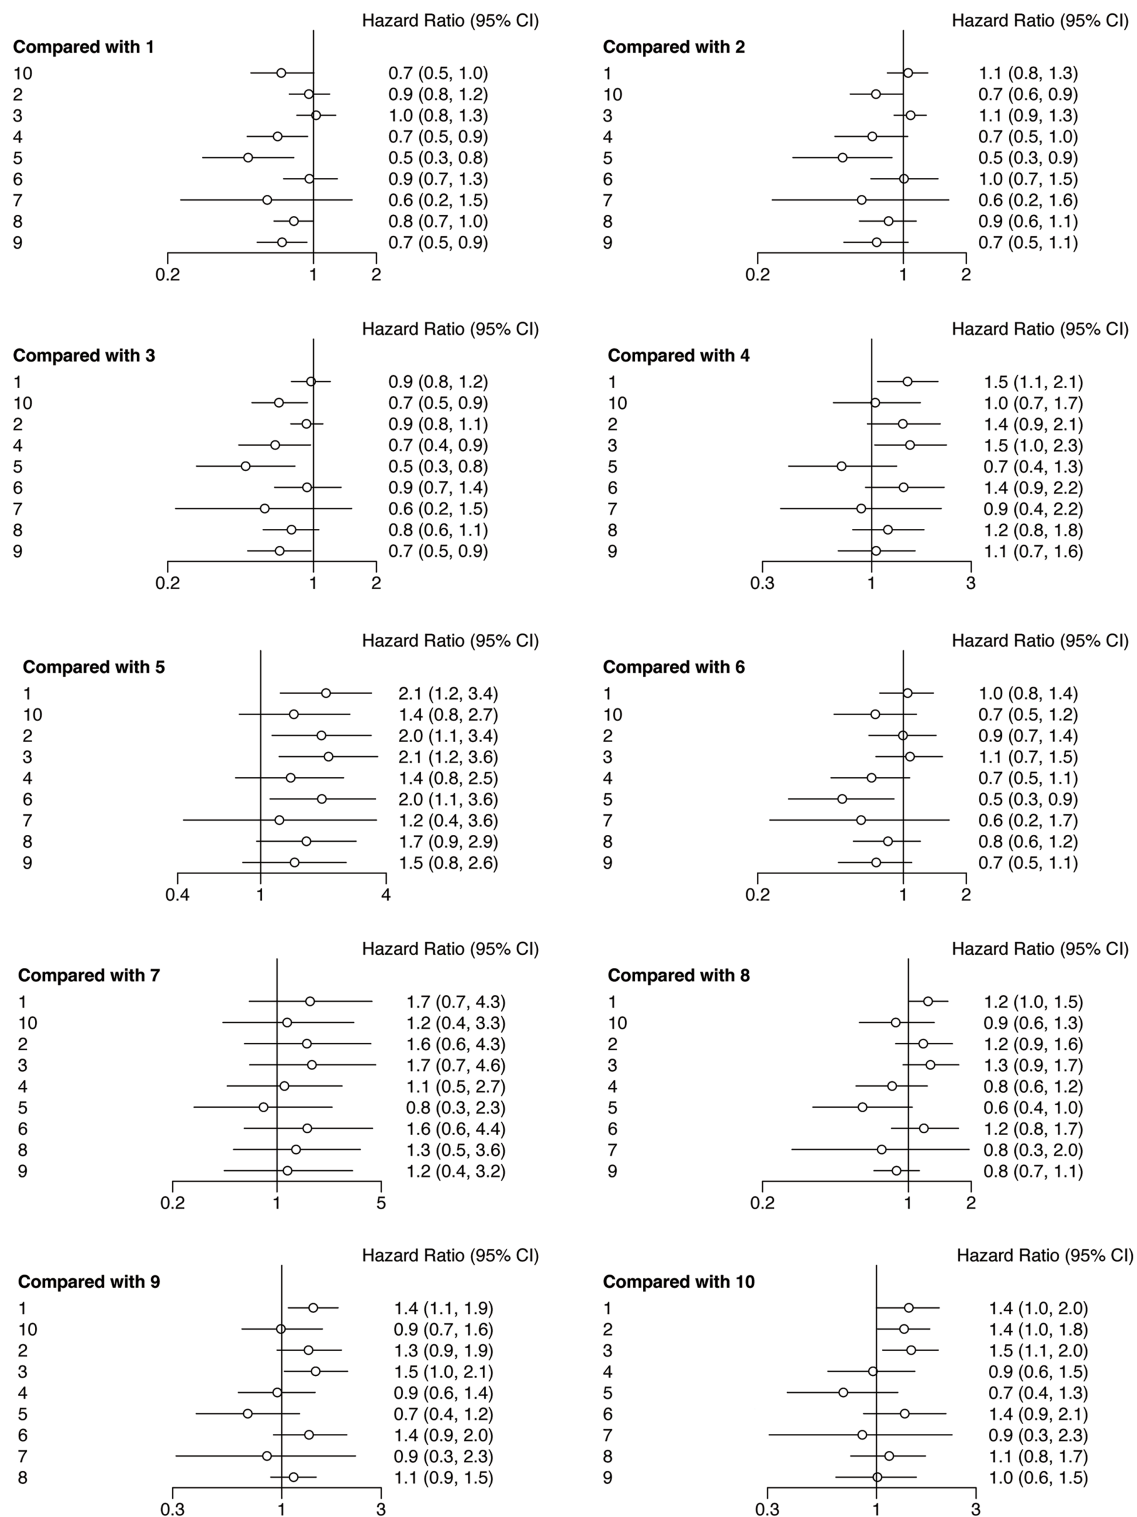 Hazard Ratio (95% CI)
Compared with 1
10 0.7 (0.5, 1.0)
2 0.9 (0.8, 1.2)
3 1.0 (0.8, 1.3)
4 0.7 (0.5, 0.9)
5 0.5 (0.3, 0.8)
6 0.9 (0.7, 1.3)
7 0.6 (0.2, 1.5)
8 0.8 (0.7, 1.0)
9 0.7 (0.5, 0.9)
0.2 1 2
Hazard Ratio (95% CI)
Compared with 2
1 1.1 (0.8, 1.3)
10 0.7 (0.6, 0.9)
3 1.1 (0.9, 1.3)
4 0.7 (0.5, 1.0)
5 0.5 (0.3, 0.9)
6 1.0 (0.7, 1.5)
7 0.6 (0.2, 1.6)
8 0.9 (0.6, 1.1)
9 0.7 (0.5, 1.1)
0.2 1 2
Hazard Ratio (95% CI)
Compared with 3
1 0.9 (0.8, 1.2)
10 0.7 (0.5, 0.9)
2 0.9 (0.8, 1.1)
4 0.7 (0.4, 0.9)
5 0.5 (0.3, 0.8)
6 0.9 (0.7, 1.4)
7 0.6 (0.2, 1.5)
8 0.8 (0.6, 1.1)
9 0.7 (0.5, 0.9)
0.2 1 2
Hazard Ratio (95% CI)
Compared with 4
1 1.5 (1.1, 2.1)
10 1.0 (0.7, 1.7)
2 1.4 (0.9, 2.1)
3 1.5 (1.0, 2.3)
5 0.7 (0.4, 1.3)
6 1.4 (0.9, 2.2)
7 0.9 (0.4, 2.2)
8 1.2 (0.8, 1.8)
9 1.1 (0.7, 1.6)
0.3 1 3
Hazard Ratio (95% CI)
Compared with 5
1 2.1 (1.2, 3.4)
10 1.4 (0.8, 2.7)
2 2.0 (1.1, 3.4)
3 2.1 (1.2, 3.6)
4 1.4 (0.8, 2.5)
6 2.0 (1.1, 3.6)
7 1.2 (0.4, 3.6)
8 1.7 (0.9, 2.9)
9 1.5 (0.8, 2.6)
0.4 1 4
Hazard Ratio (95% CI)
Compared with 6
1 1.0 (0.8, 1.4)
10 0.7 (0.5, 1.2)
2 0.9 (0.7, 1.4)
3 1.1 (0.7, 1.5)
4 0.7 (0.5, 1.1)
5 0.5 (0.3, 0.9)
7 0.6 (0.2, 1.7)
8 0.8 (0.6, 1.2)
9 0.7 (0.5, 1.1)
0.2 1 2
Hazard Ratio (95% CI)
Compared with 7
1 1.7 (0.7, 4.3)
10 1.2 (0.4, 3.3)
2 1.6 (0.6, 4.3)
3 1.7 (0.7, 4.6)
4 1.1 (0.5, 2.7)
5 0.8 (0.3, 2.3)
6 1.6 (0.6, 4.4)
8 1.3 (0.5, 3.6)
9 1.2 (0.4, 3.2)
0.2 1 5
Hazard Ratio (95% CI)
Compared with 8
1 1.2 (1.0, 1.5)
10 0.9 (0.6, 1.3)
2 1.2 (0.9, 1.6)
3 1.3 (0.9, 1.7)
4 0.8 (0.6, 1.2)
5 0.6 (0.4, 1.0)
6 1.2 (0.8, 1.7)
7 0.8 (0.3, 2.0)
9 0.8 (0.7, 1.1)
0.2 1 2
Hazard Ratio (95% CI)
Compared with 9
1 1.4 (1.1, 1.9)
10 0.9 (0.7, 1.6)
2 1.3 (0.9, 1.9)
3 1.5 (1.0, 2.1)
4 0.9 (0.6, 1.4)
5 0.7 (0.4, 1.2)
6 1.4 (0.9, 2.0)
7 0.9 (0.3, 2.3)
8 1.1 (0.9, 1.5)
0.3 1 3
Hazard Ratio (95% CI)
Compared with 10
1 1.4 (1.0, 2.0)
2 1.4 (1.0, 1.8)
3 1.5 (1.1, 2.0)
4 0.9 (0.6, 1.5)
5 0.7 (0.4, 1.3)
6 1.4 (0.9, 2.1)
7 0.9 (0.3, 2.3)
8 1.1 (0.8, 1.7)
9 1.0 (0.6, 1.5)
0.3 1 3